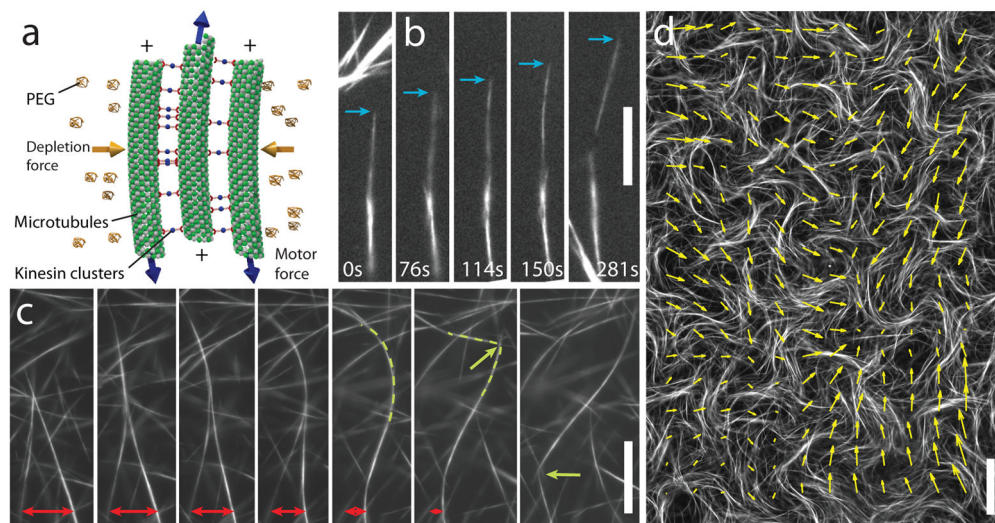 a
+
+
PEG
Depletion
force
Microtubules
Kinesin clusters
+
Motor
force
b
0s
76s
114s
150s
281s
c
d